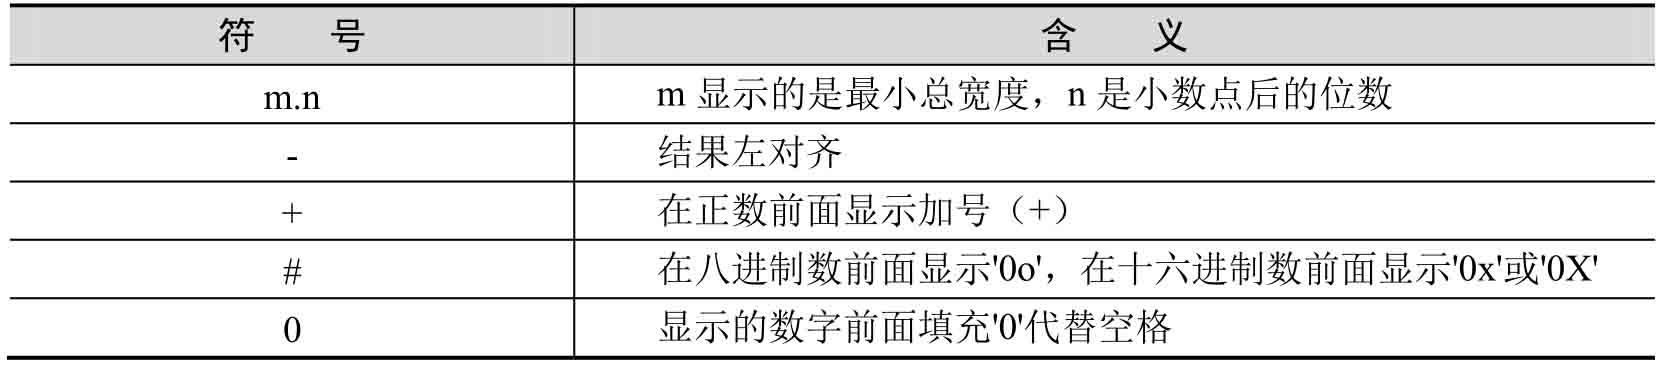 符 号 含 义
m.n m 显示的是最小总宽度，n 是小数点后的位数
- 结果左对齐
+ 在正数前面显示加号（+）
# 在八进制数前面显示'0o'，在十六进制数前面显示'0x'或'0X'
0 显示的数字前面填充'0'代替空格